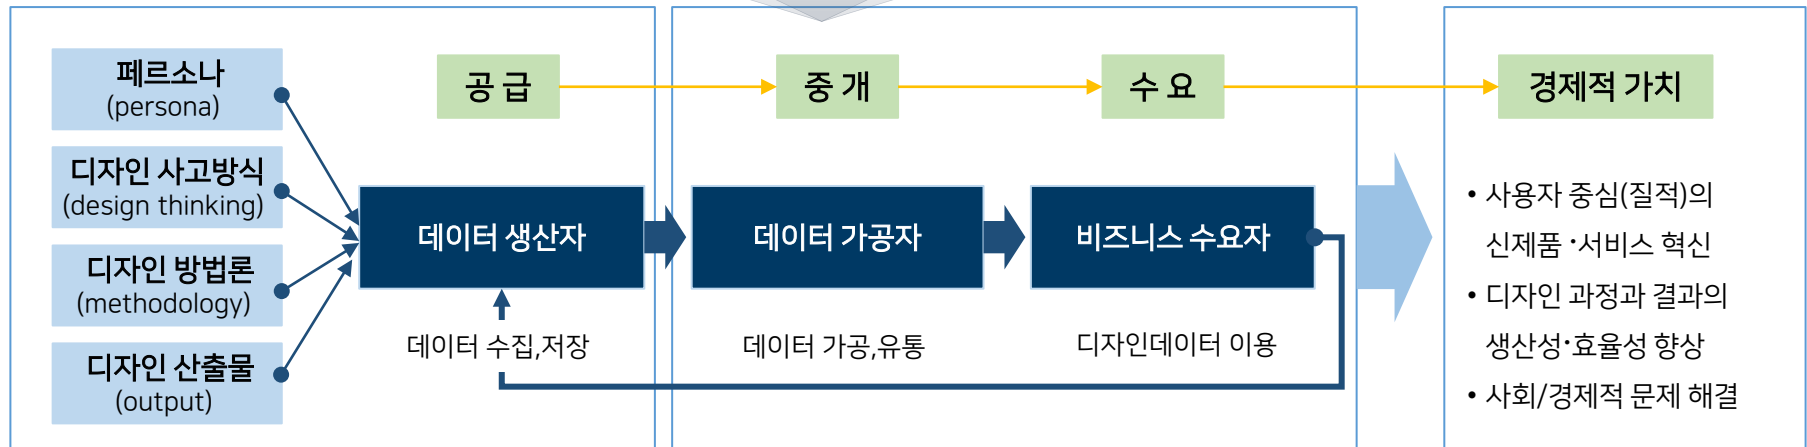 페르소나
(persona)
디자인 사고방식
(design thinking)
디자인 방법론
(methodology)
디자인 산출물
(output)
공 급
데이터 생산자
데이터 수집,저장
중 개
데이터 가공자
데이터 가공,유통
수 요
비즈니스 수요자
디자인데이터 이용
경제적 가치
• 사용자 중심(질적)의
신제품 ·서비스 혁신
• 디자인 과정과 결과의
생산성·효율성 향상
• 사회/경제적 문제 해결